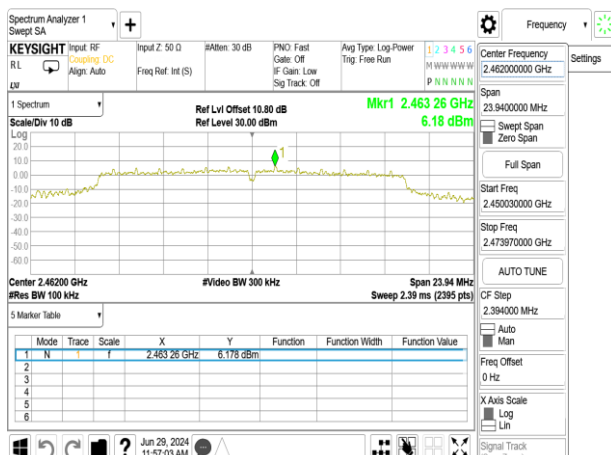 Spectrum Analyzer 1
Swept SA
+
Frequency
KEYSIGHT
RL
Input: RF
Coupling: DC
Align: Auto
Input Z: 50 Ω
Freq Ref: Int (S)
#Atten: 30 dB
PNO: Fast
Gate: Off
IF Gain: Low
Sig Track: Off
Avg Type: Log-Power
Trig: Free Run
1 2 3 4 5 6
M W W W W W
P N N N N N
Center Frequency
2.462000000 GHz
Settings
Span
23.9400000 MHz
Swept Span
Zero Span
Full Span
Start Freq
2.450030000 GHz
Stop Freq
2.473970000 GHz
AUTO TUNE
CF Step
2.394000 MHz
Auto
Man
Freq Offset
0 Hz
X Axis Scale
Log
Lin
Signal Track
1 Spectrum
Scale/Div 10 dB
Ref Lvl Offset 10.80 dB
Ref Level 30.00 dBm
Mkr1 2.463 26 GHz
6.18 dBm
Log
20.0
10.0
0.00
-10.0
-20.0
-30.0
-40.0
-50.0
-60.0
1
Center 2.46200 GHz
#Res BW 100 kHz
#Video BW 300 kHz
Span 23.94 MHz
Sweep 2.39 ms (2395 pts)
5 Marker Table
Mode Trace Scale X Y Function Function Width Function Value
1 N 1 f 2.463 26 GHz 6.178 dBm
2
3
4
5
6
?
Jun 29, 2024
11:57:03 AM